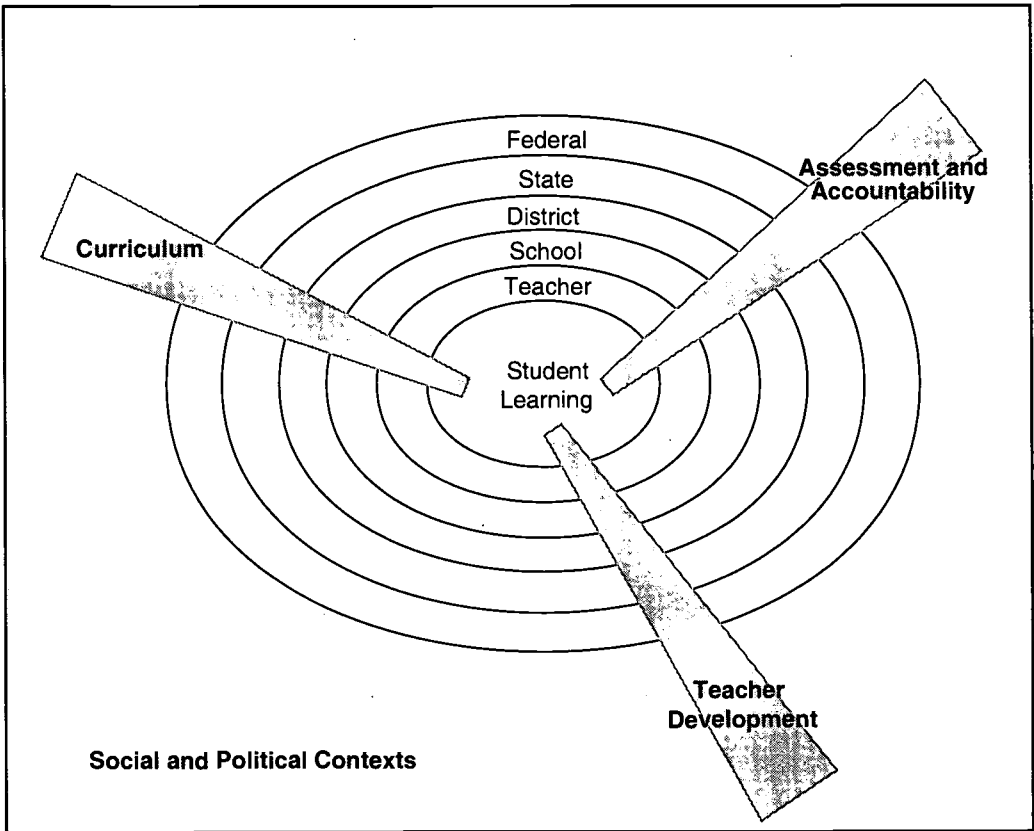 Federal
State
District
School
Teacher
Student
Learning
Curriculum
Assessment and
Accountability
Teacher
Development
Social and Political Contexts